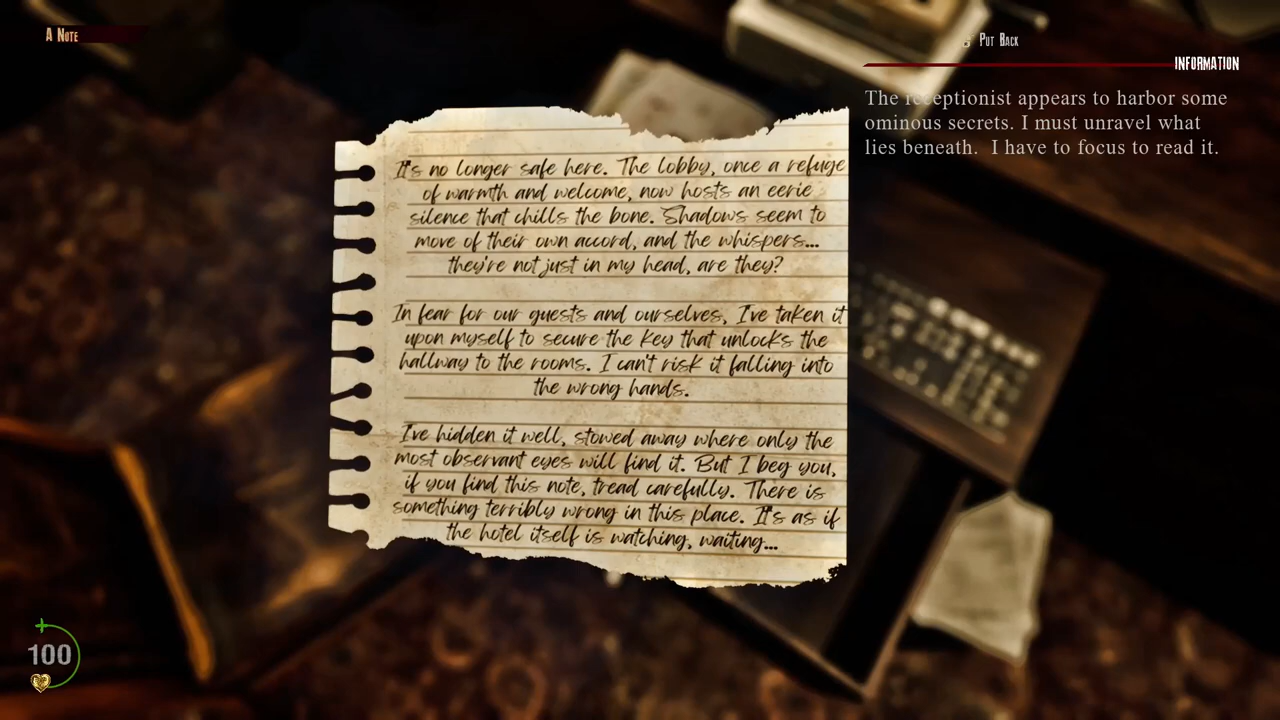 A Note
Put Back
INFORMATION
The receptionist appears to harbor some
ominous secrets. I must unravel what
lies beneath.  I have to focus to read it.
It's no longer safe here. The lobby, once a refuge
of warmth and welcome, now hosts an eerie
silence that chills the bone. Shadows seem to
move of their own accord, and the whispers...
they're not just in my head, are they?
In fear for our guests and ourselves, I've taken it
upon myself to secure the key that unlocks the
hallway to the rooms. I can't risk it falling into
the wrong hands.
I've hidden it well, stowed away where only the
most observant eyes will find it. But I beg you,
if you find this note, tread carefully. There is
something terribly wrong in this place. It's as if
the hotel itself is watching, waiting...
100